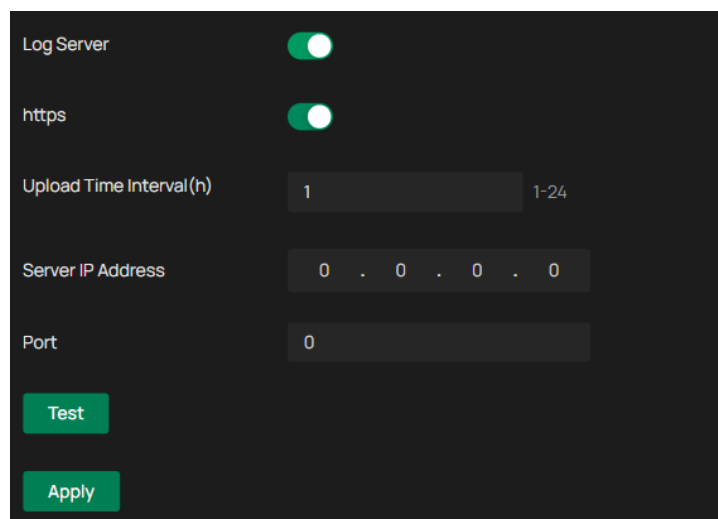 Log Server
https
Upload Time Interval(h) 1 1-24
Server IP Address 0 . 0 . 0 . 0
Port 0
Test
Apply